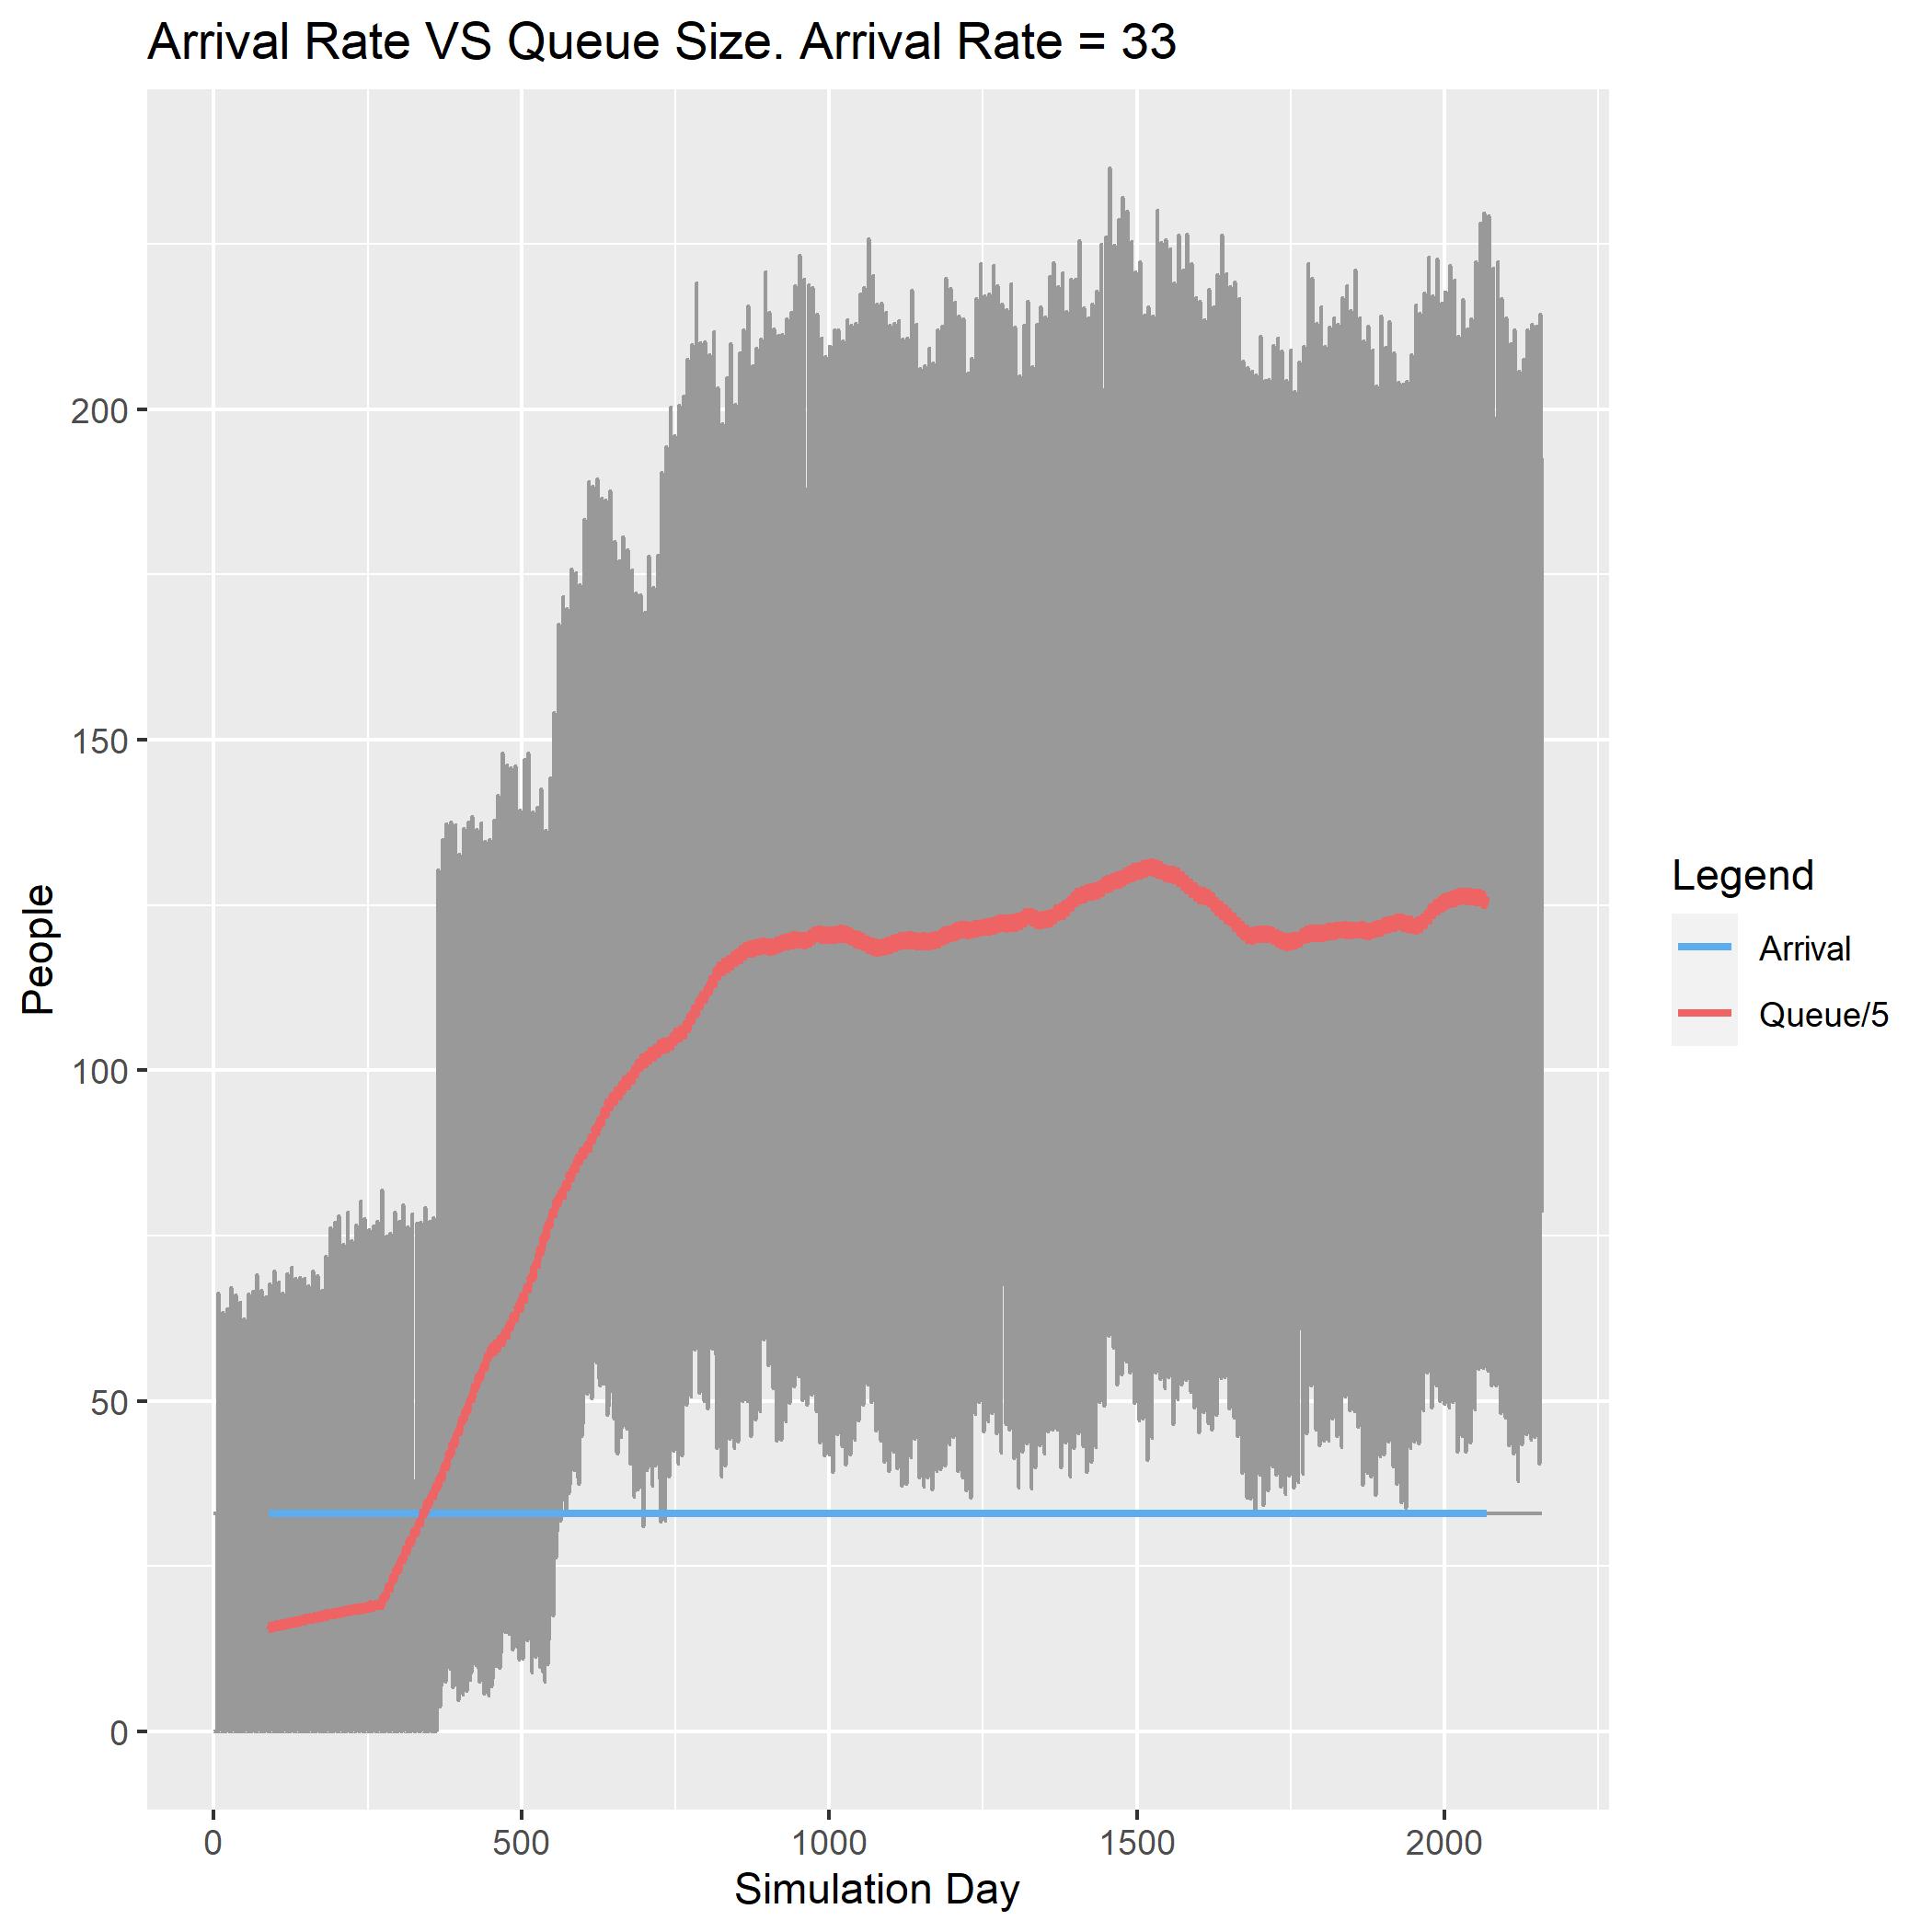 Arrival Rate VS Queue Size. Arrival Rate = 33
People
200
150
100
50
0
0 500 1000 1500 2000
Simulation Day
Legend
Arrival
Queue/5